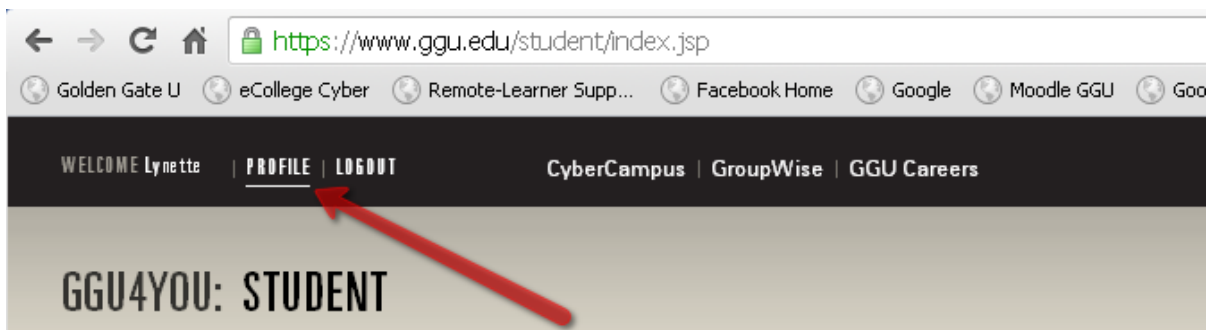 https://www.ggu.edu/student/index.jsp
Golden Gate U eCollege Cyber Remote-Learner Supp... Facebook Home Google Moodle GGU Goo
WELCOME Lynette | PROFILE | LOGOUT CyberCampus | GroupWise | GGU Careers
GGU4YOU: STUDENT